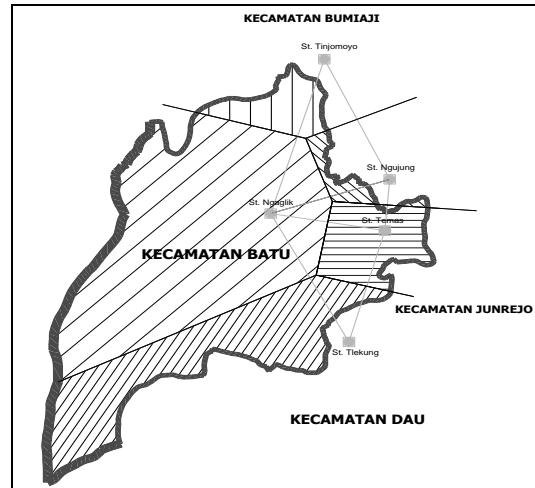 KECAMATAN BUMIAJI
St. Tinjomoyo
St. Ngujung
St. Ngaglik
St. Temas
KECAMATAN BATU
KECAMATAN JUNREJO
St. Tlekung
KECAMATAN DAU